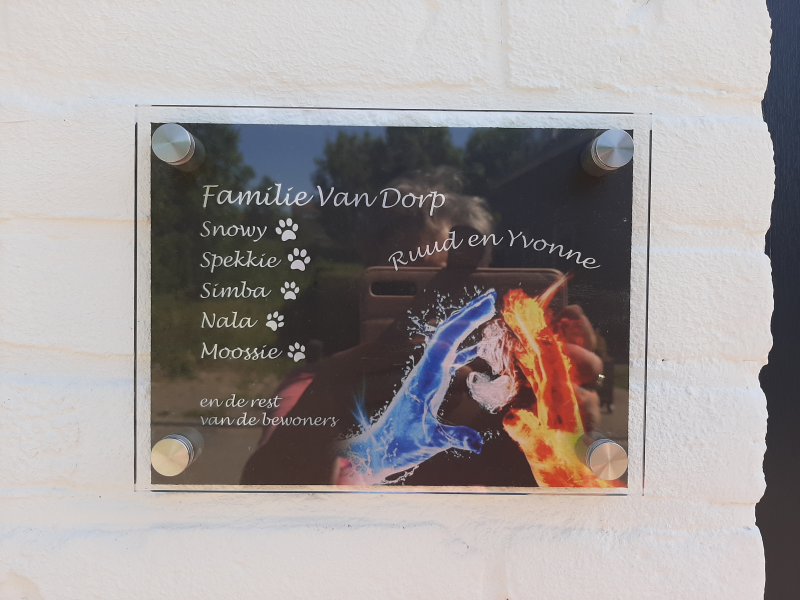 Familie Van Dorp
Snowy
Spekkie
Simba
Nala
Moossie
Ruud en Yvonne
en de rest
van de bewoners